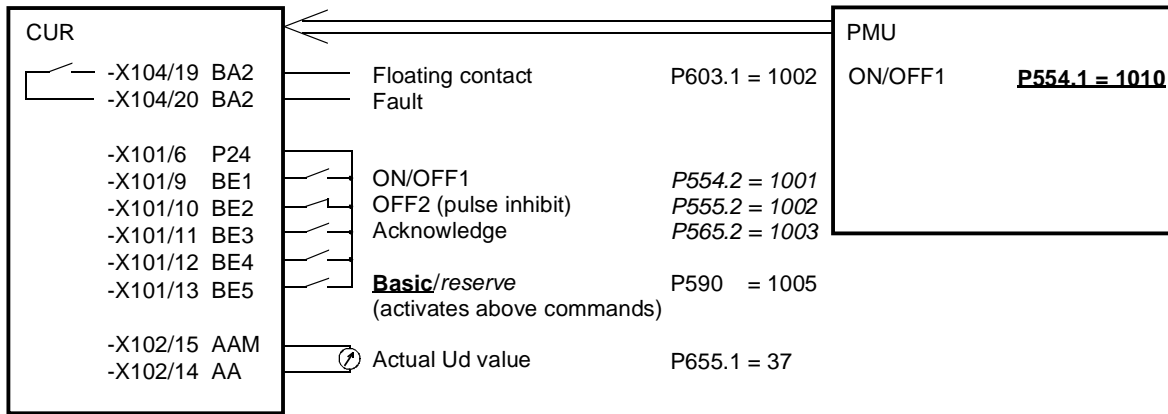 CUR
PMU
-X104/19 BA2 Floating contact P603.1 = 1002 ON/OFF1 P554.1 = 1010
-X104/20 BA2 Fault
-X101/6 P24
-X101/9 BE1 ON/OFF1 P554.2 = 1001
-X101/10 BE2 OFF2 (pulse inhibit) P555.2 = 1002
-X101/11 BE3 Acknowledge P565.2 = 1003
-X101/12 BE4
-X101/13 BE5 Basic/reserve P590 = 1005
(activates above commands)
-X102/15 AAM Actual Ud value P655.1 = 37
-X102/14 AA